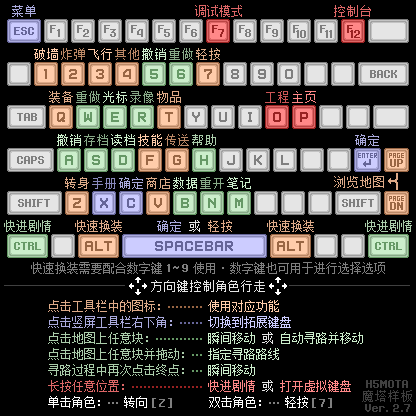 菜单 调试模式 控制台
ESC F1 F2 F3 F4 F5 F6 F7 F8 F9 F10 F11 F12
破墙 炸弹 飞行 其他 撤销 重做 轻按
1 2 3 4 5 6 7 8 9 0 BACK
装备 重做 光标 录像 物品 工程 主页
TAB Q W E R T Y U I O P
撤销 存档 读档 技能 传送 帮助 确定
CAPS A S D F G H J K L ENTER PAGE UP
转身 手册 确定 商店 数据 重开 笔记 浏览地图
SHIFT Z X C V B N M SHIFT PAGE DN
快进剧情 快速换装 确定 或 轻按 快速换装 快进剧情
CTRL ALT SPACEBAR ALT CTRL
快速换装需要配合数字键 1~9 使用 · 数字键也可用于进行选择选项
方向键控制角色行走
点击工具栏中的图标: ········ 使用对应功能
点击竖屏工具栏右下角: ······ 切换到拓展键盘
点击地图上任意块: ·········· 瞬间移动 或 自动寻路并移动
点击地图上任意块并拖动: ···· 指定寻路路线
寻路过程中再次点击终点: ···· 瞬间移动
长按任意位置: ·············· 快进剧情 或 打开虚拟键盘
单击角色: ··· 转向[Z] 双击角色: ··· 轻按[7]
H5MOTA
魔塔样板
Ver. 2.7